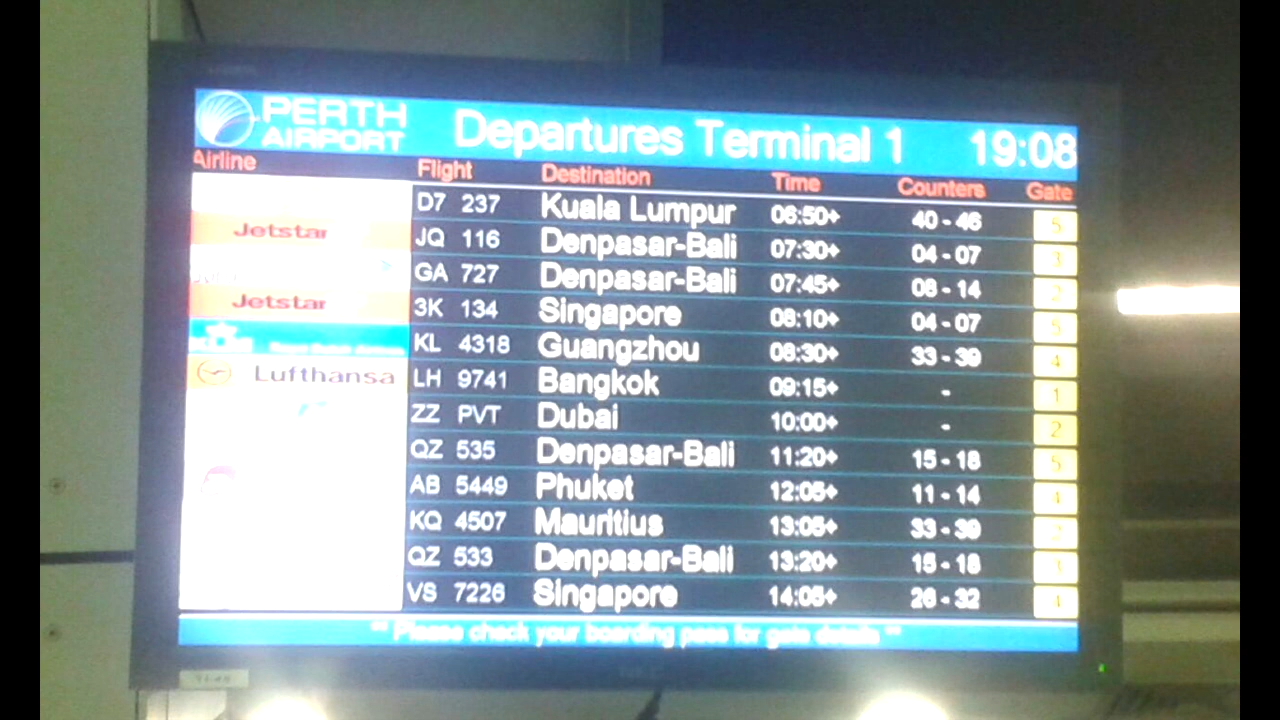 PERTH AIRPORT Departures Terminal 1 19:08
Airline Flight Destination Time Counters Gate
D7 237 Kuala Lumpur 06:50+ 40 - 46 5
Jetstar JQ 116 Denpasar-Bali 07:30+ 04 - 07 3
GA 727 Denpasar-Bali 07:45+ 08 - 14 2
Jetstar 3K 134 Singapore 08:10+ 04 - 07 5
KL 4318 Guangzhou 08:30+ 33 - 39 4
Lufthansa LH 9741 Bangkok 09:15+ - 1
ZZ PVT Dubai 10:00+ - 2
QZ 535 Denpasar-Bali 11:20+ 15 - 18 5
AB 5449 Phuket 12:05+ 11 - 14 4
KQ 4507 Mauritius 13:05+ 33 - 39 2
QZ 533 Denpasar-Bali 13:20+ 15 - 18 3
VS 7226 Singapore 14:05+ 26 - 32 4
** Please check your boarding pass for gate details **